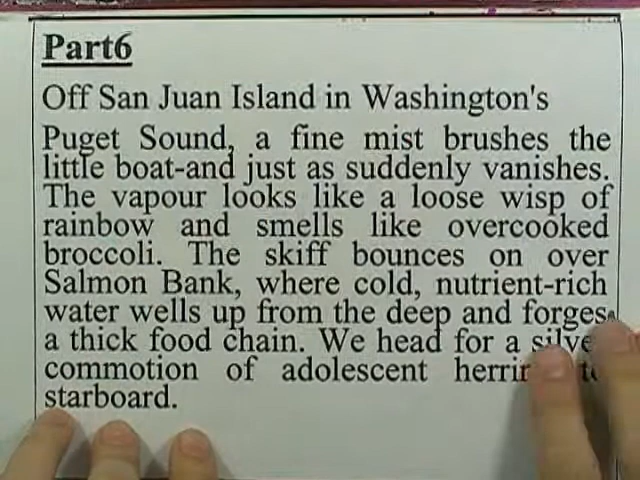 Part6
Off San Juan Island in Washington's
Puget Sound, a fine mist brushes the
little boat-and just as suddenly vanishes.
The vapour looks like a loose wisp of
rainbow and smells like overcooked
broccoli. The skiff bounces on over
Salmon Bank, where cold, nutrient-rich
water wells up from the deep and forges
a thick food chain. We head for a
commotion of adolescent
starboard.